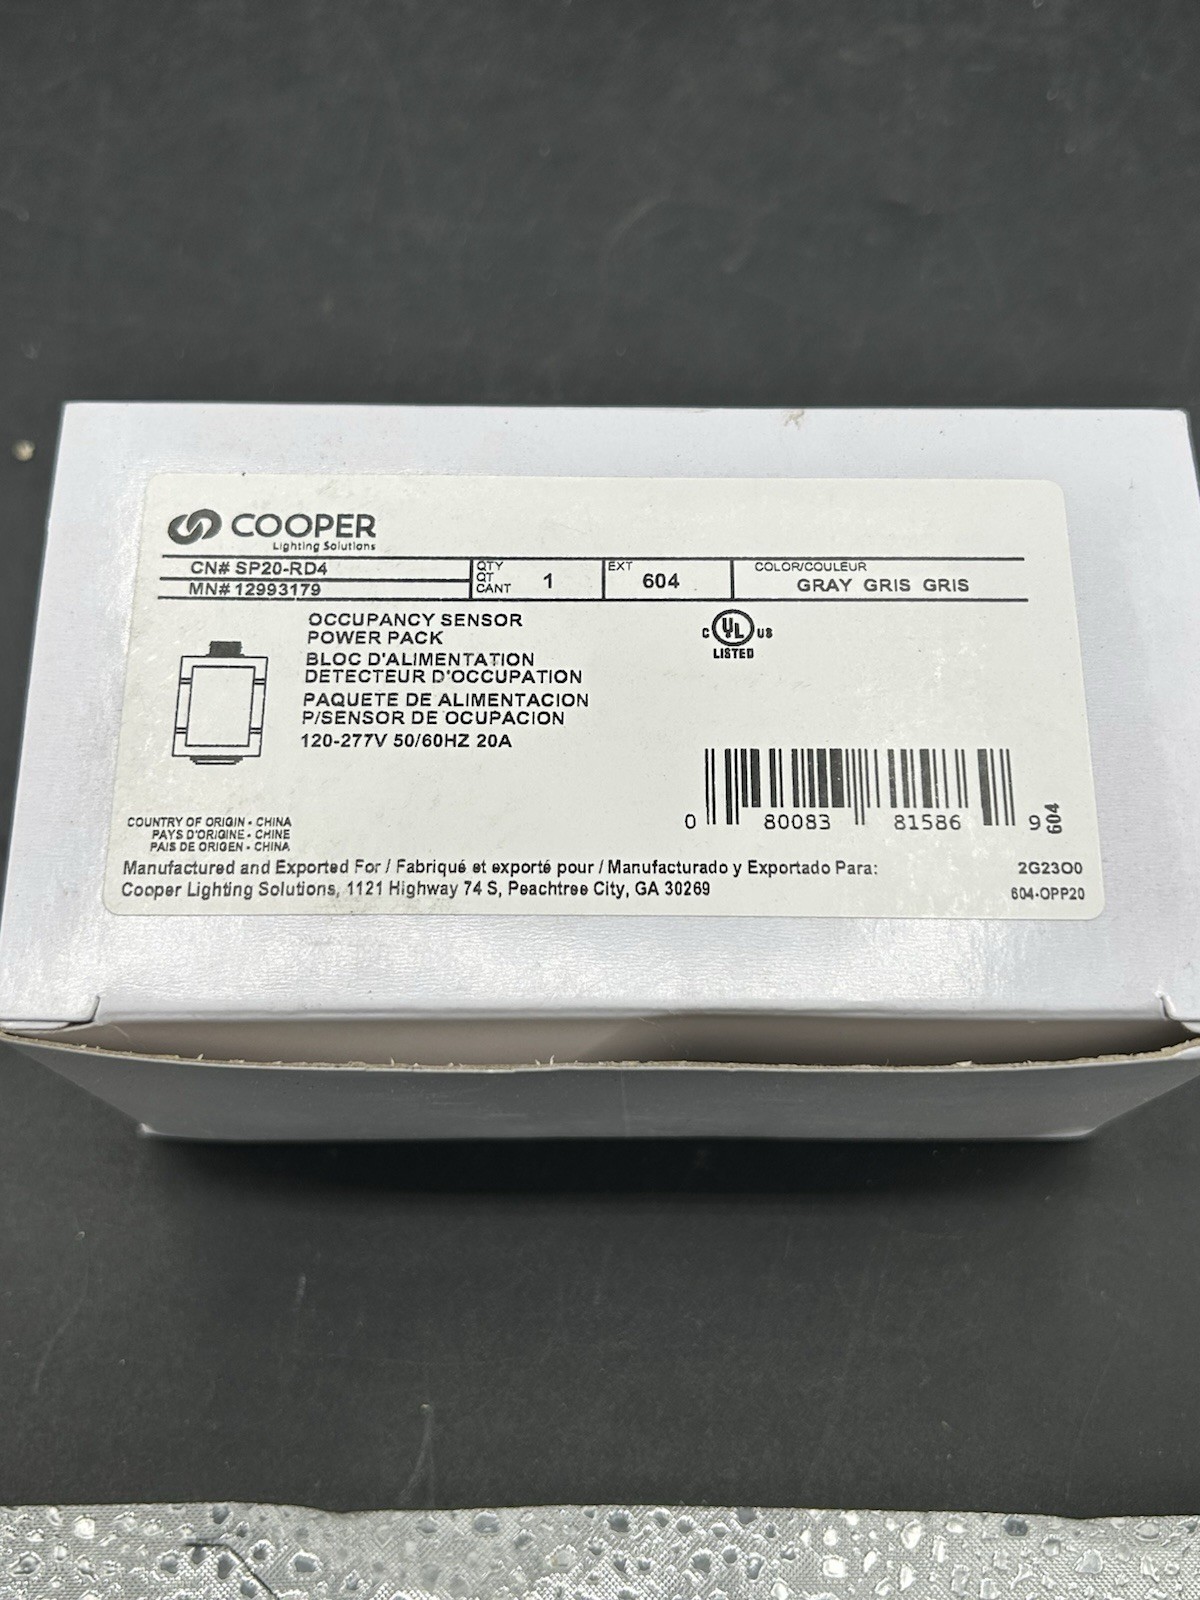 COOPER
Lighting Solutions
CN# SP20-RD4
MN# 12993179
QTY
QT
CANT
1
EXT
604
COLOR/COULEUR
GRAY GRIS GRIS
OCCUPANCY SENSOR
POWER PACK
BLOC D'ALIMENTATION
DETECTEUR D'OCCUPATION
PAQUETE DE ALIMENTACION
P/SENSOR DE OCUPACION
120-277V 50/60HZ 20A
C UL US
LISTED
0 80083 81586 9
604
COUNTRY OF ORIGIN - CHINA
PAYS D'ORIGINE - CHINE
PAIS DE ORIGEN - CHINA
Manufactured and Exported For / Fabriqué et exporté pour / Manufacturado y Exportado Para:
Cooper Lighting Solutions, 1121 Highway 74 S, Peachtree City, GA 30269
2G23O0
604-OPP20